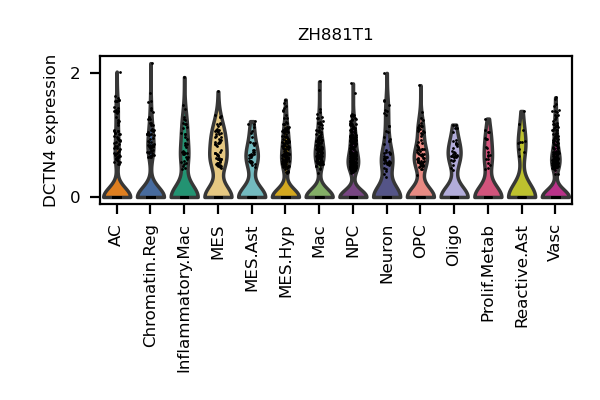 ZH881T1
DCTN4 expression
2
0
AC
Chromatin.Reg
Inflammatory.Mac
MES
MES.Ast
MES.Hyp
Mac
NPC
Neuron
OPC
Oligo
Prolif.Metab
Reactive.Ast
Vasc